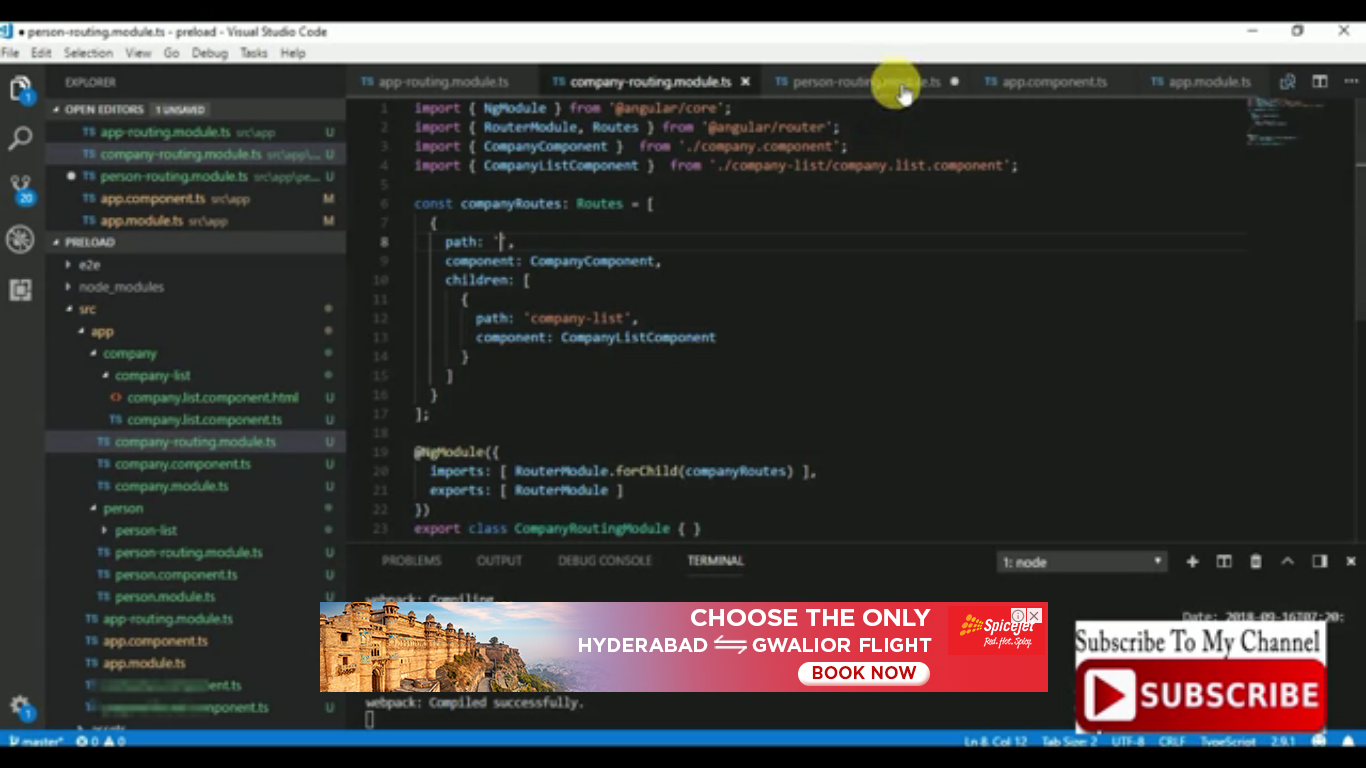 person-routing.module.ts - preload - Visual Studio Code
File Edit Selection View Go Debug Tasks Help
EXPLORER
OPEN EDITORS 1 UNSAVED
TS app-routing.module.ts src\app U
TS company-routing.module.ts src\app\... U
TS person-routing.module.ts src\app\pe... U
TS app.component.ts src\app M
TS app.module.ts src\app M
PRELOAD
e2e
node_modules
src
app
company
company-list
<> company.list.component.html U
TS company.list.component.ts U
TS company-routing.module.ts U
TS company.component.ts U
TS company.module.ts U
person
person-list
TS person-routing.module.ts U
TS person.component.ts U
TS person.module.ts U
TS app-routing.module.ts U
TS app.component.ts
TS app.module.ts
TS app-routing.module.ts TS company-routing.module.ts TS TS app.component.ts TS app.module.ts
1 import { NgModule } from '@angular/core';
2 import { RouterModule, Routes } from '@angular/router';
3 import { CompanyComponent } from './company.component';
4 import { CompanyListComponent } from './company-list/company.list.component';
5
6 const companyRoutes: Routes = [
7 {
8 path: '',
9 component: CompanyComponent,
10 children: [
11 {
12 path: 'company-list',
13 component: CompanyListComponent
14 }
15 ]
16 }
17 ];
18
19 @NgModule({
20 imports: [ RouterModule.forChild(companyRoutes) ],
21 exports: [ RouterModule ]
22 })
23 export class CompanyRoutingModule { }
PROBLEMS OUTPUT DEBUG CONSOLE TERMINAL 1: node
webpack: Compiling
Date: 2018-09-16T07:20:
webpack: Compiled successfully.
CHOOSE THE ONLY
HYDERABAD GWALIOR FLIGHT
BOOK NOW
SpiceJet
Red. Hot. Spicy.
Subscribe To My Channel
SUBSCRIBE
master* 0 0 Ln 8, Col 12 Tab Size: 2 UTF-8 CRLF TypeScript 2.9.1